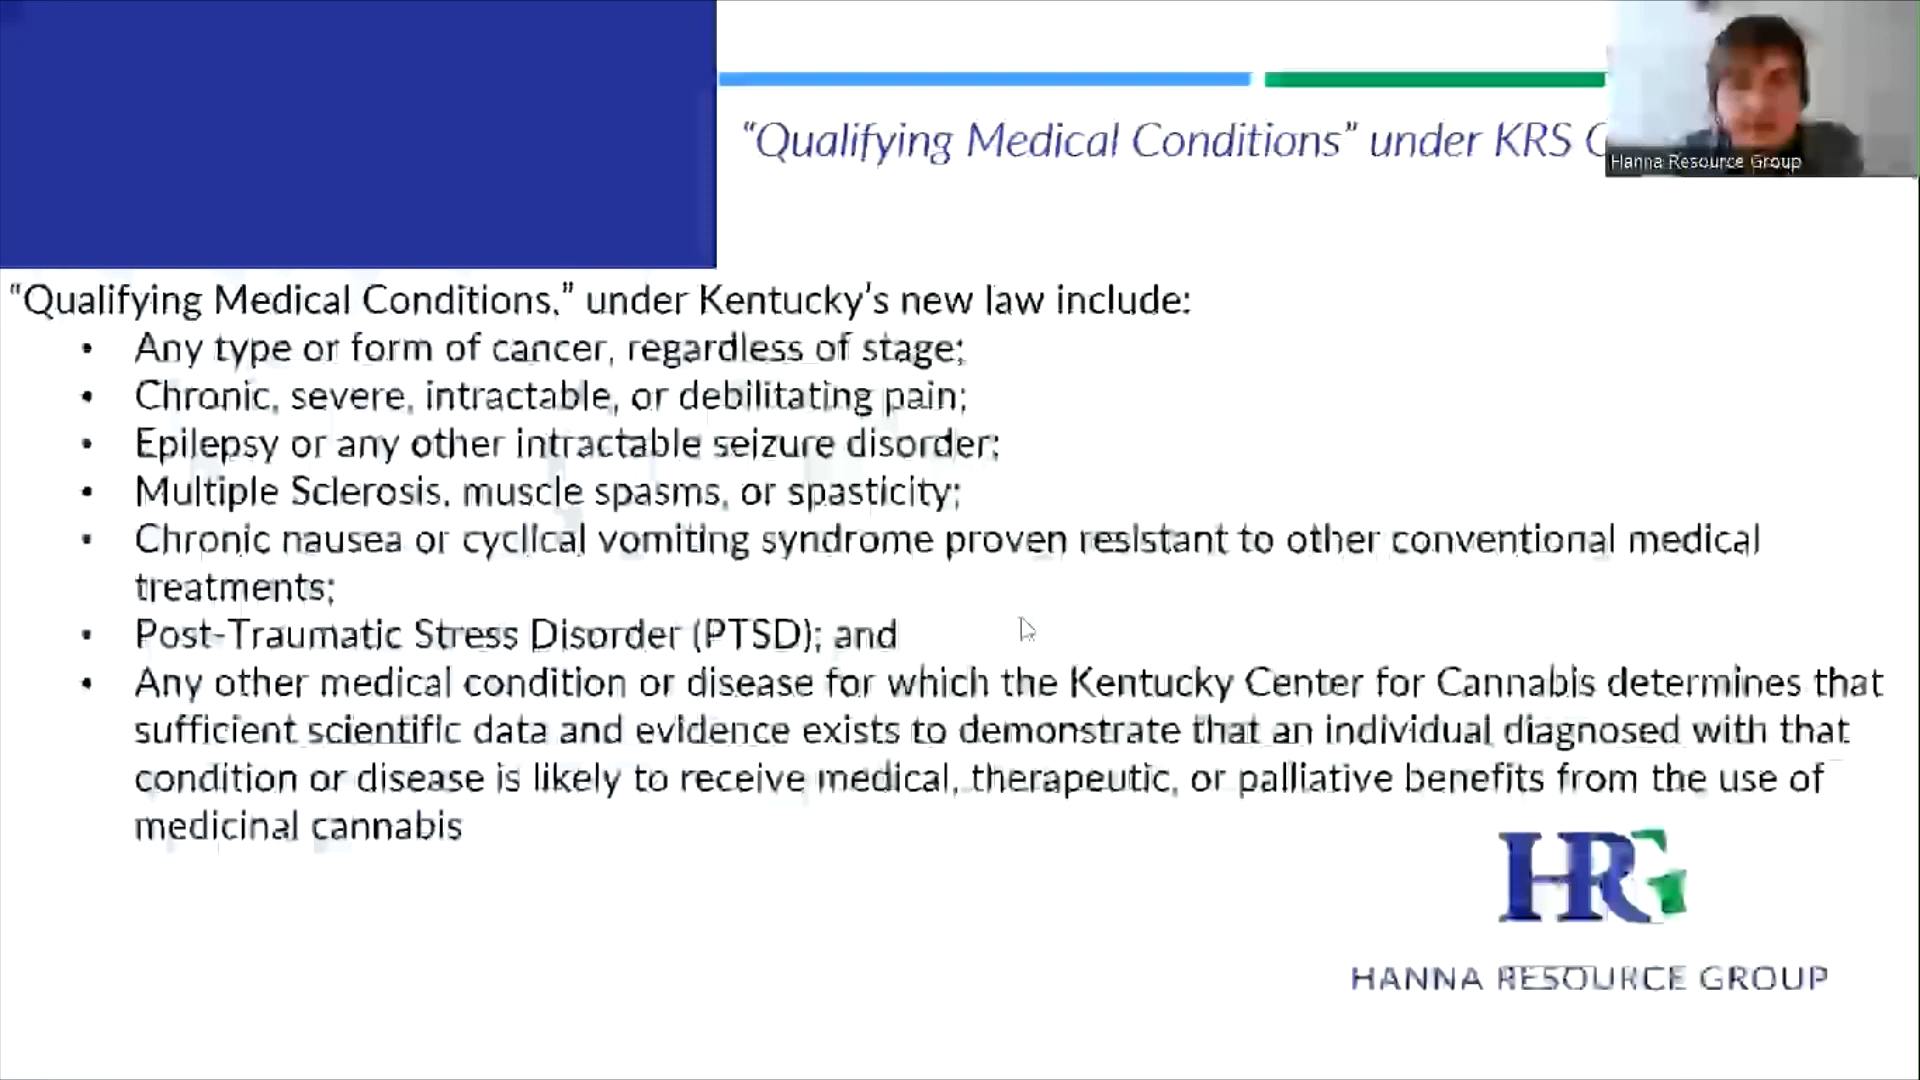 “Qualifying Medical Conditions” under KRS
Hanna Resource Group
“Qualifying Medical Conditions,” under Kentucky’s new law include:
• Any type or form of cancer, regardless of stage;
• Chronic, severe, intractable, or debilitating pain;
• Epilepsy or any other intractable seizure disorder;
• Multiple Sclerosis, muscle spasms, or spasticity;
• Chronic nausea or cyclical vomiting syndrome proven resistant to other conventional medical
treatments;
• Post-Traumatic Stress Disorder (PTSD); and
• Any other medical condition or disease for which the Kentucky Center for Cannabis determines that
sufficient scientific data and evidence exists to demonstrate that an individual diagnosed with that
condition or disease is likely to receive medical, therapeutic, or palliative benefits from the use of
medicinal cannabis
HRG
HANNA RESOURCE GROUP